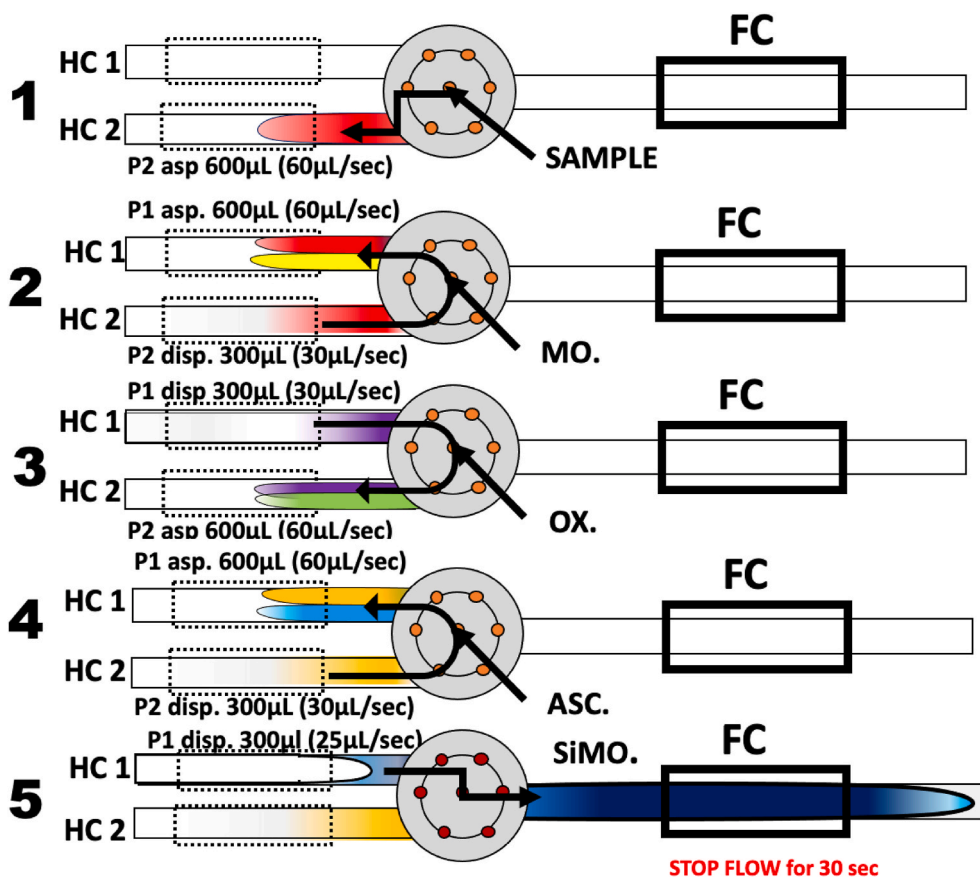 FC
HC 1
1
HC 2
SAMPLE
P2 asp 600µL (60µL/sec)
P1 asp. 600µL (60µL/sec)
FC
HC 1
2
HC 2
MO.
P2 disp. 300µL (30µL/sec)
P1 disp 300µL (30µL/sec)
FC
HC 1
3
HC 2
OX.
P2 asp 600µL (60µL/sec)
P1 asp. 600µL (60µL/sec)
FC
HC 1
4
HC 2
ASC.
P2 disp. 300µL (30µL/sec)
P1 disp. 300µl (25µL/sec)
SiMO.
FC
HC 1
5
HC 2
STOP FLOW for 30 sec